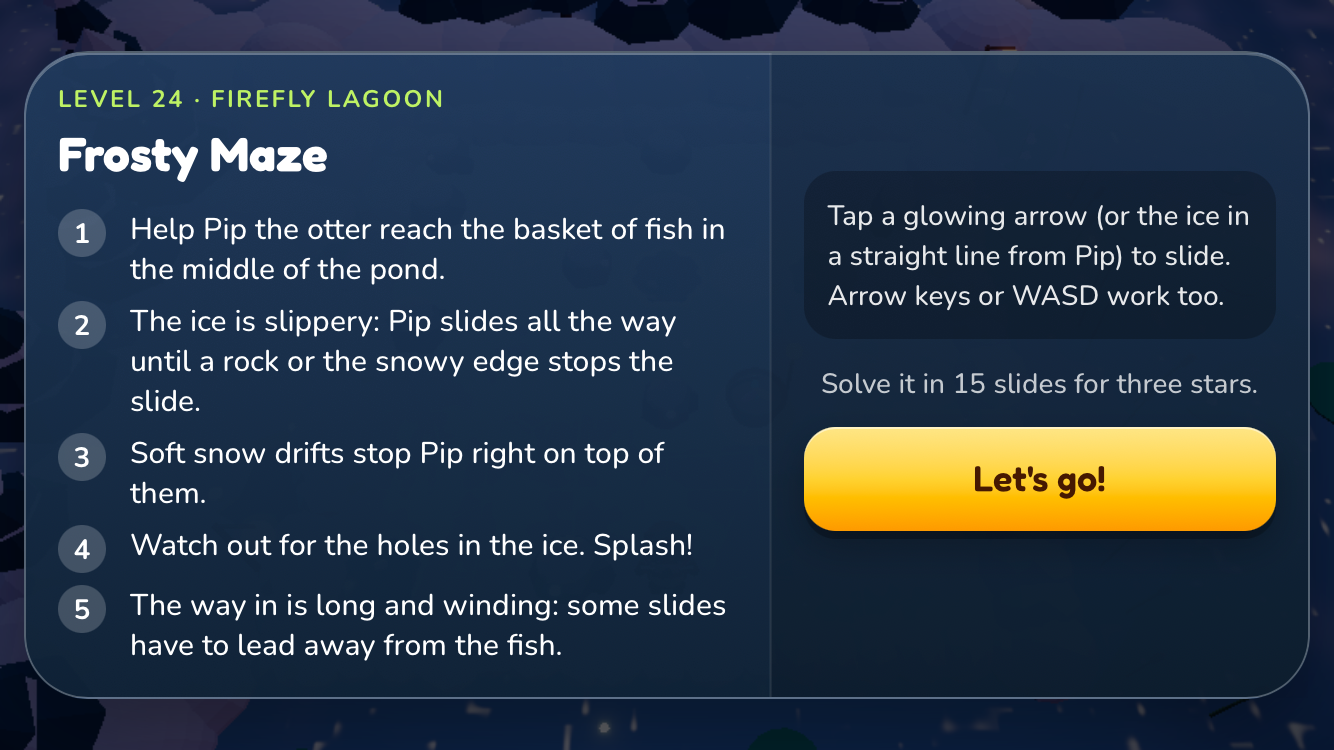 LEVEL 24 · FIREFLY LAGOON
Frosty Maze
1 Help Pip the otter reach the basket of fish in
the middle of the pond.
2 The ice is slippery: Pip slides all the way
until a rock or the snowy edge stops the
slide.
3 Soft snow drifts stop Pip right on top of
them.
4 Watch out for the holes in the ice. Splash!
5 The way in is long and winding: some slides
have to lead away from the fish.
Tap a glowing arrow (or the ice in
a straight line from Pip) to slide.
Arrow keys or WASD work too.
Solve it in 15 slides for three stars.
Let's go!